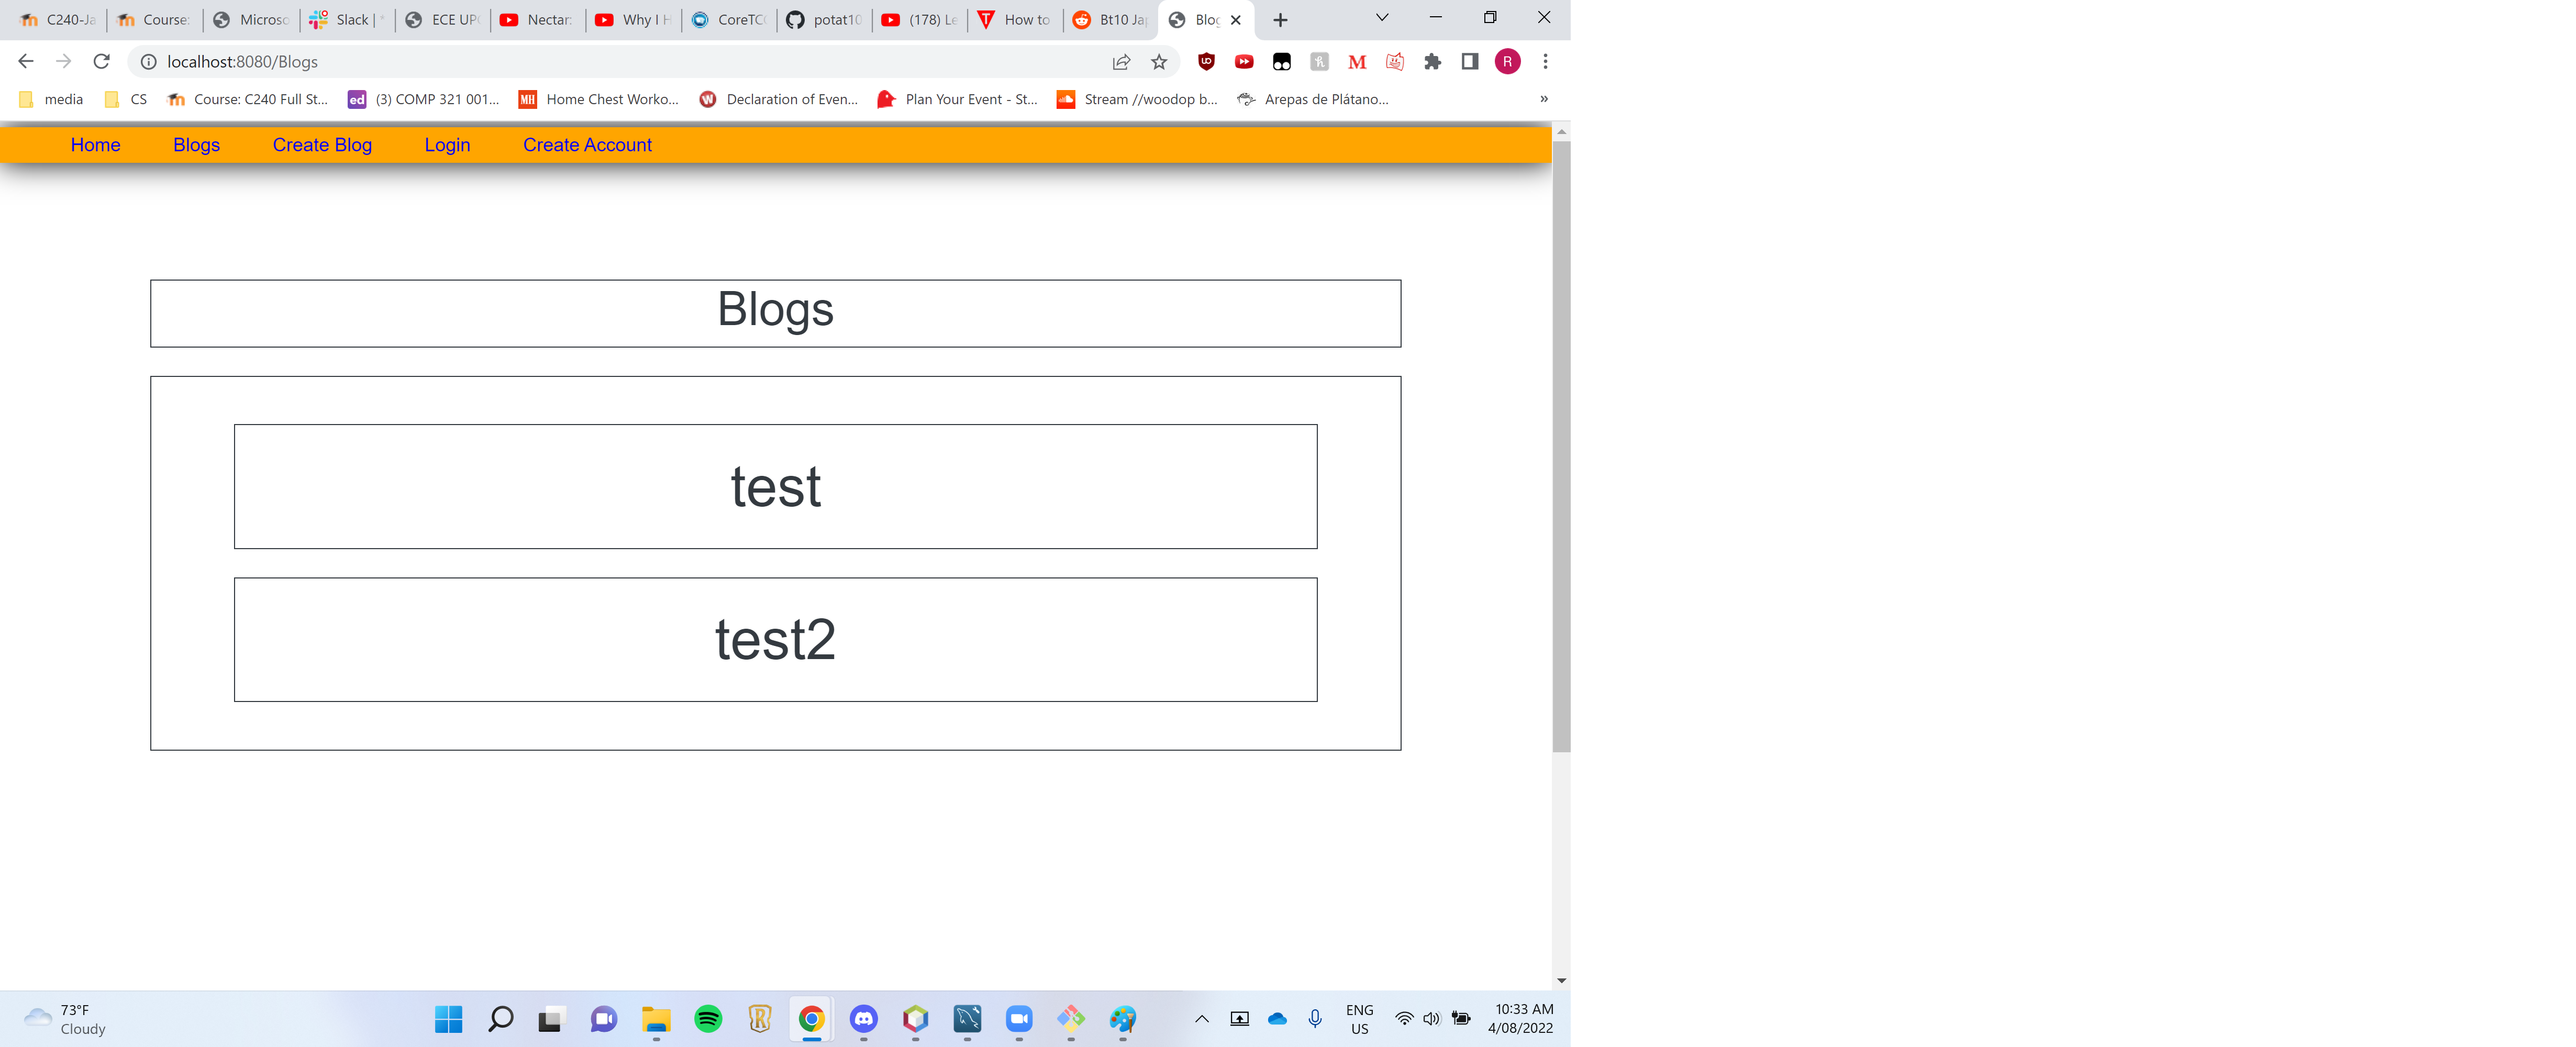 C240-Ja
Course:
Microso
Slack | *
ECE UP
Nectar:
Why I H
CoreTC
potat10
(178) Le
How to
Bt10 Ja
Blog
localhost:8080/Blogs
R
media
CS
Course: C240 Full St...
ed
(3) COMP 321 001...
MH
Home Chest Worko...
W
Declaration of Even...
Plan Your Event - St...
Stream //woodop b...
Arepas de Plátano...
»
Home
Blogs
Create Blog
Login
Create Account
Blogs
test
test2
73°F
Cloudy
ENG
US
10:33 AM
4/08/2022